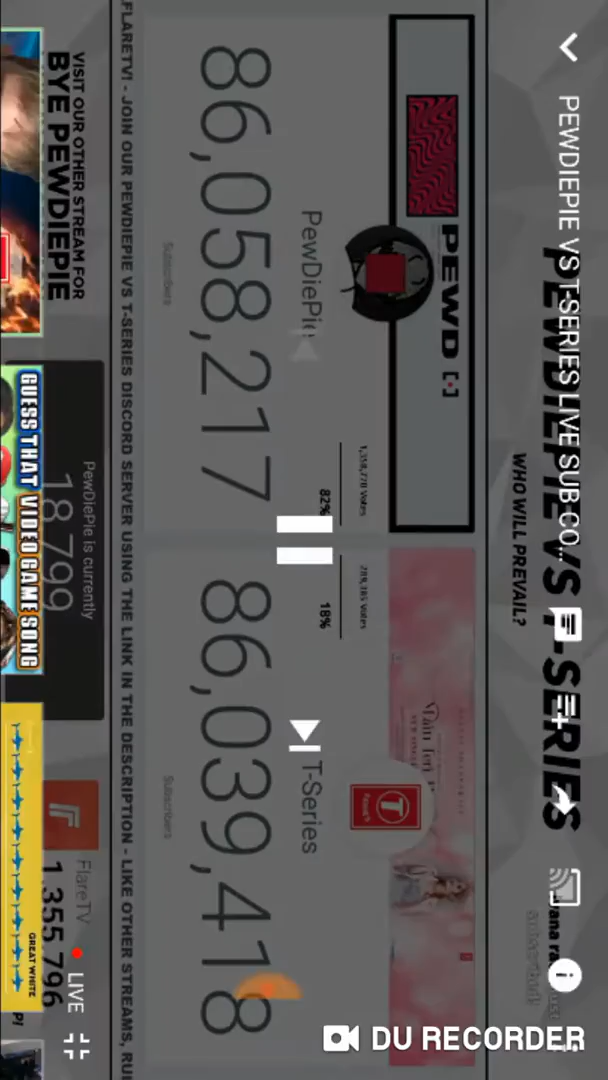 PEWDIEPIE VS T-SERIES LIVE SUB CO...
PEWDIEPIE VS T-SERIES
WHO WILL PREVAIL?
PEWD
PewDiePie
86,058,217
Subscribers
82%
18%
T-Series
86,039,418
Subscribers
FLARETV! - JOIN OUR PEWDIEPIE VS T-SERIES DISCORD SERVER USING THE LINK IN THE DESCRIPTION - LIKE OTHER STREAMS,
VISIT OUR OTHER STREAM FOR
BYE PEWDIEPIE
PewDiePie is currently
18,799
FlareTV
1,355,796
LIVE
GUESS THAT VIDEO GAME SONG
GREAT WHITE
DU RECORDER